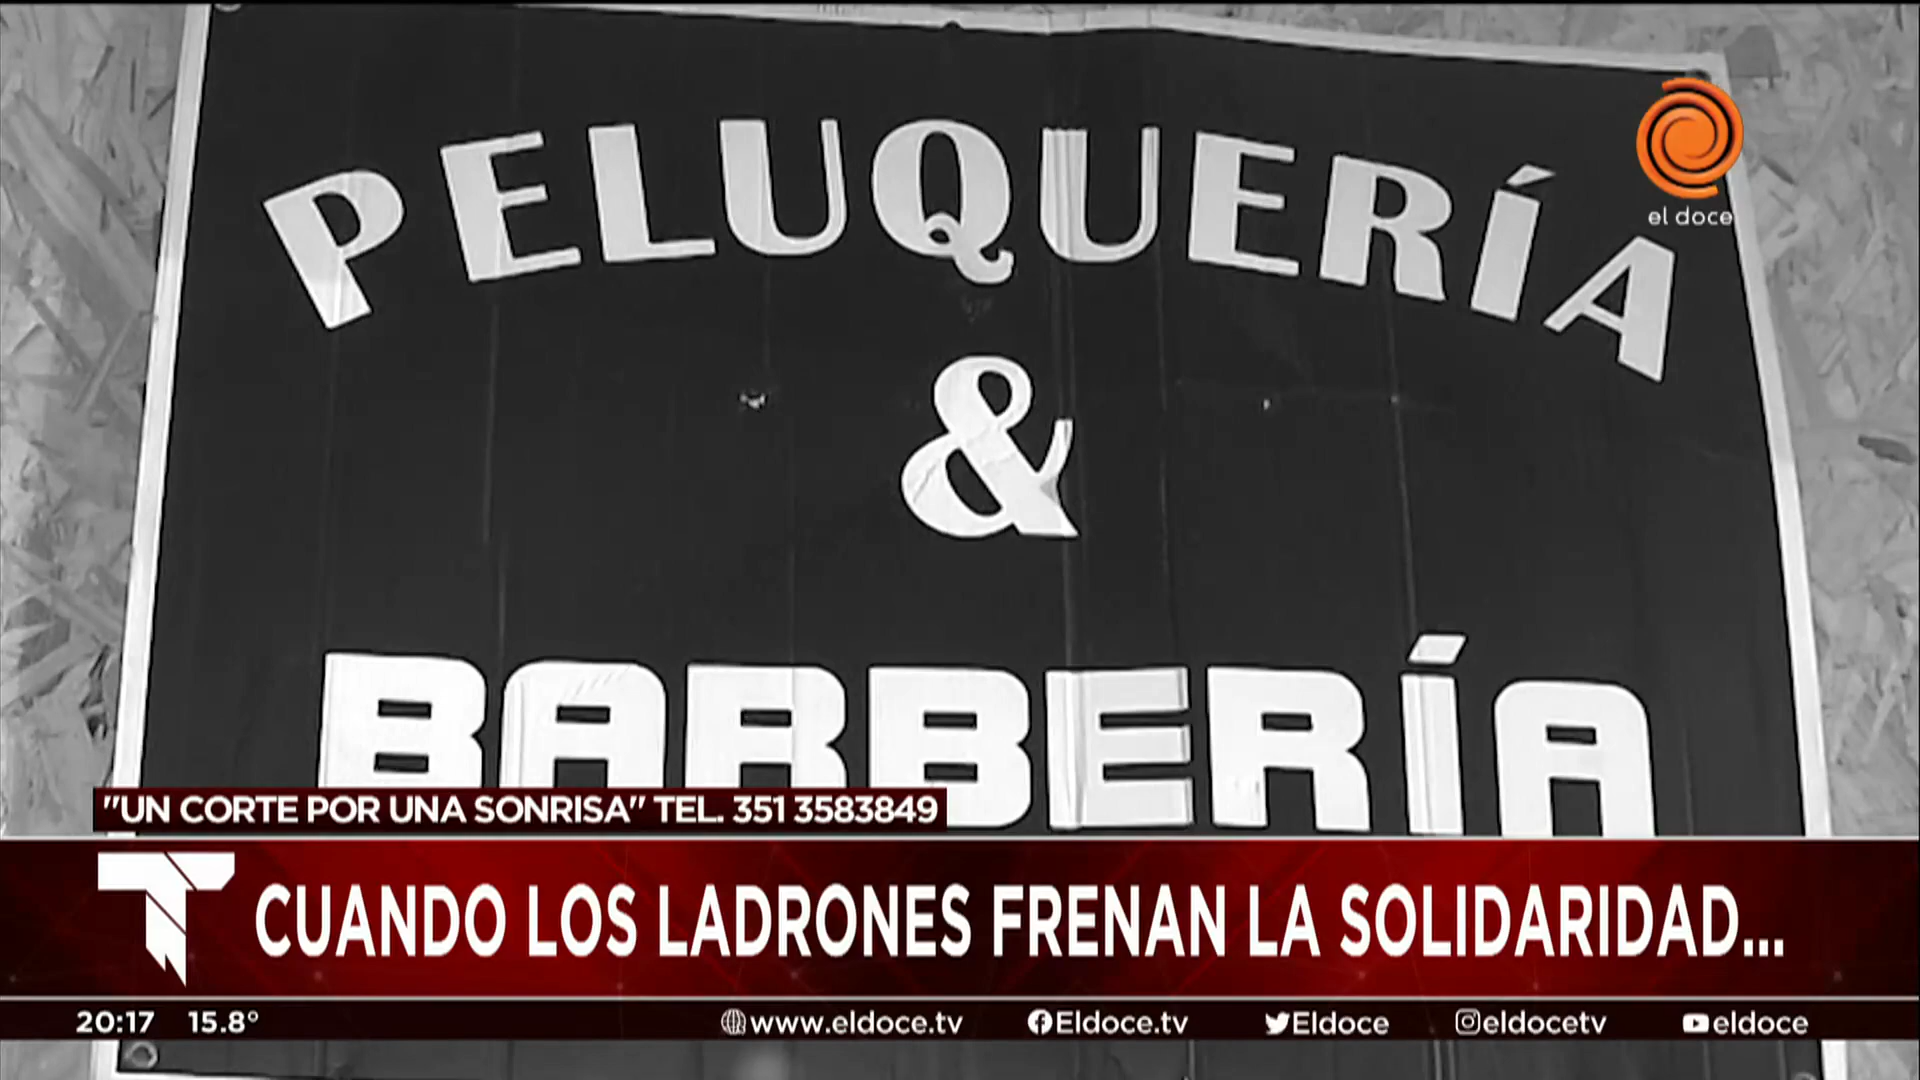 PELUQUERÍA
el doce
&
BARBERÍA
"UN CORTE POR UNA SONRISA" TEL. 351 3583849
T CUANDO LOS LADRONES FRENAN LA SOLIDARIDAD...
20:17 15.8° www.eldoce.tv Eldoce.tv Eldoce eldocetv eldoce